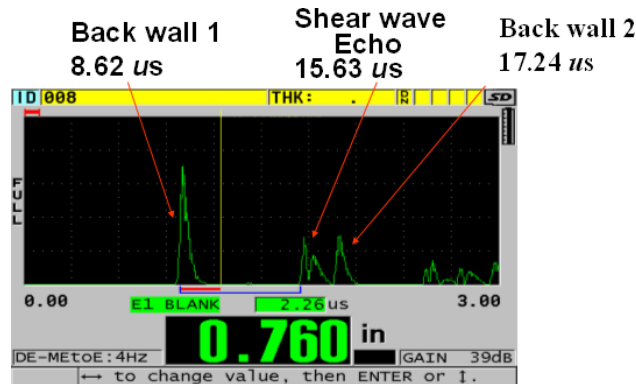 Back wall 1
8.62 us
Shear wave
Echo
15.63 us
Back wall 2
17.24 us
ID 008 THK: . DN SD
FULL
0.00 3.00
E1 BLANK 2.26 us
0.760 in
DE-MEtoE:4Hz GAIN 39dB
↔ to change value, then ENTER or ↕.